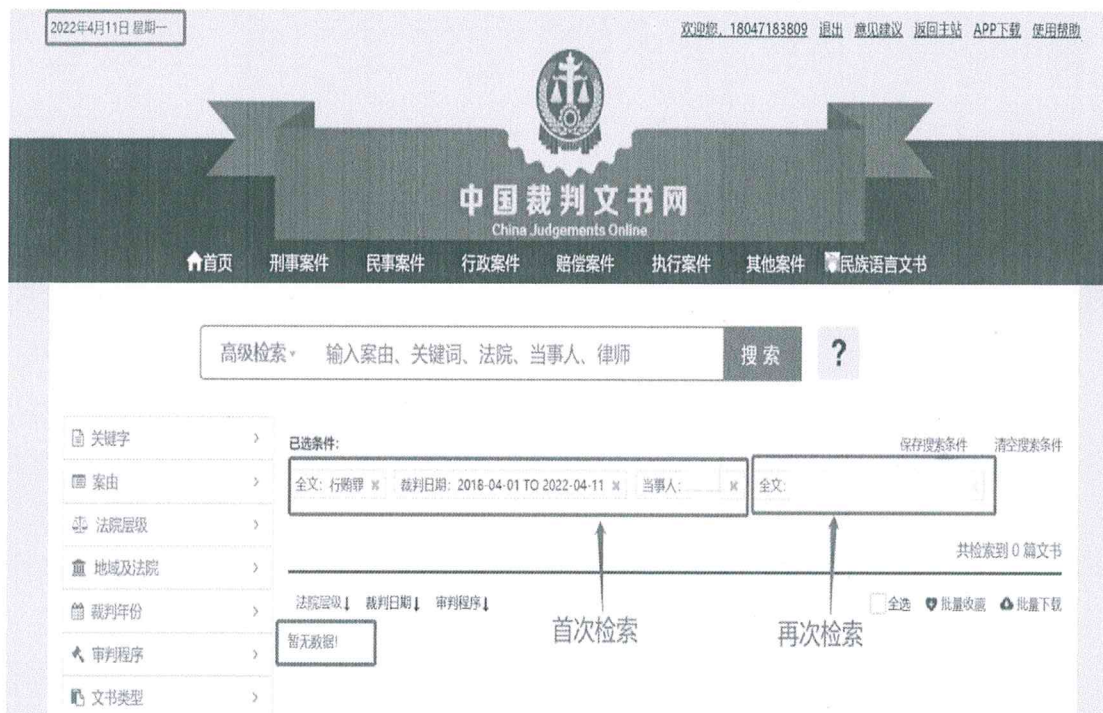 2022年4月11日 星期一
欢迎您，18047183809 退出 意见建议 返回主站 APP下载 使用帮助
中国裁判文书网
China Judgements Online
首页 刑事案件 民事案件 行政案件 赔偿案件 执行案件 其他案件 民族语言文书
高级检索 输入案由、关键词、法院、当事人、律师 搜索 ?
关键字
案由
法院层级
地域及法院
裁判年份
审判程序
文书类型
已选条件:
保存搜索条件 清空搜索条件
全文: 行贿罪 × 裁判日期: 2018-04-01 TO 2022-04-11 × 当事人: × 全文:
共检索到 0 篇文书
法院层级↓ 裁判日期↓ 审判程序↓
全选 批量收藏 批量下载
暂无数据!
首次检索
再次检索